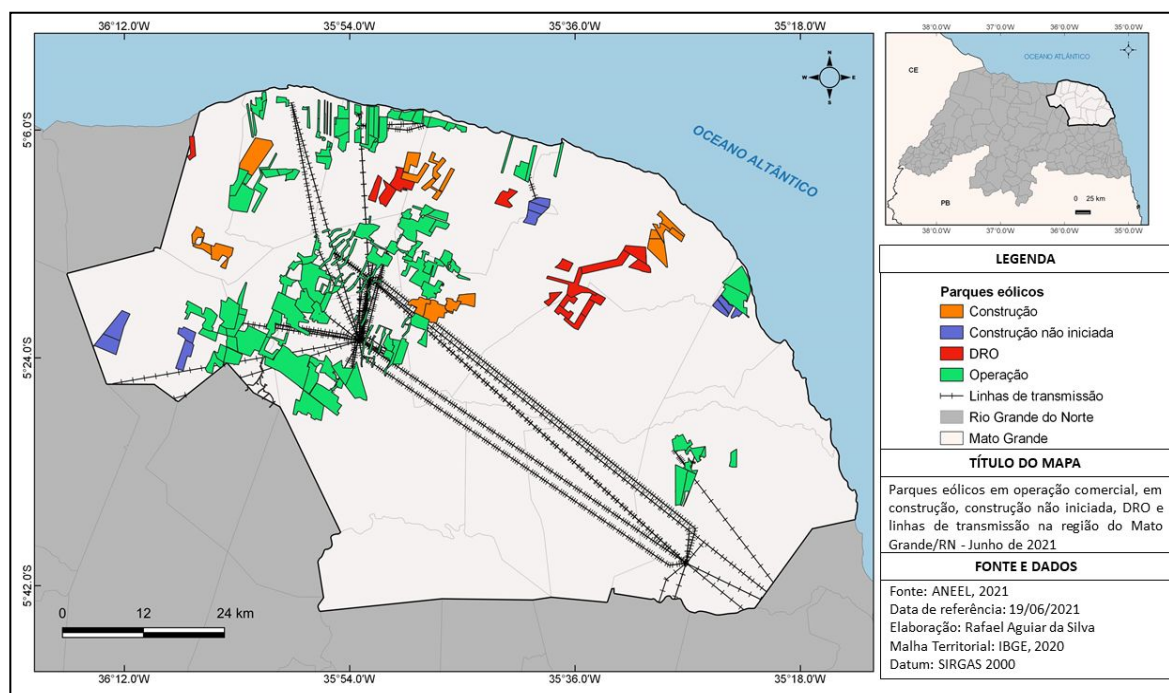 36°12.0'W 35°54.0'W 35°36.0'W 35°18.0'W
5°6.0'S
5°24.0'S
5°42.0'S
OCEANO ALTÂNTICO
N
W E
S
0 12 24 km
36°12.0'W 35°54.0'W 35°36.0'W 35°18.0'W
38°0.0'W 37°0.0'W 36°0.0'W 35°0.0'W
CE
OCEANO ATLÂNTICO
PB
0 25 km
38°0.0'W 37°0.0'W 36°0.0'W 35°0.0'W
LEGENDA
Parques eólicos
Construção
Construção não iniciada
DRO
Operação
Linhas de transmissão
Rio Grande do Norte
Mato Grande
TÍTULO DO MAPA
Parques eólicos em operação comercial, em
construção, construção não iniciada, DRO e
linhas de transmissão na região do Mato
Grande/RN - Junho de 2021
FONTE E DADOS
Fonte: ANEEL, 2021
Data de referência: 19/06/2021
Elaboração: Rafael Aguiar da Silva
Malha Territorial: IBGE, 2020
Datum: SIRGAS 2000